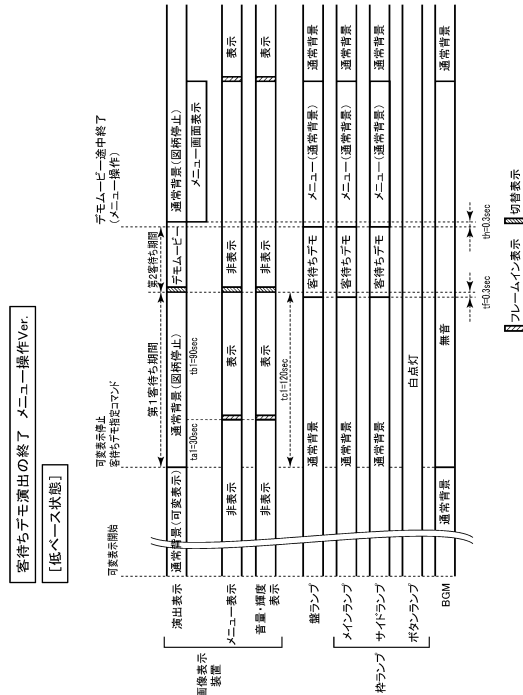 客待ちデモ演出の終了　メニュー操作Ver.
[低ベース状態]
可変表示開始
可変表示停止
客待ちデモ指定コマンド
デモムービー途中終了
(メニュー操作)
第1客待ち期間
第2客待ち期間
画像表示
装置
演出表示
通常背景(可変表示)
通常背景(図柄停止)
デモムービー
通常背景(図柄停止)
メニュー画面表示
ta1=30sec
tb1=90sec
メニュー表示
非表示
表示
非表示
表示
音量・輝度
表示
非表示
表示
非表示
表示
tc1=120sec
盤ランプ
通常背景
客待ちデモ
メニュー(通常背景)
通常背景
枠ランプ
メインランプ
通常背景
客待ちデモ
メニュー(通常背景)
通常背景
サイドランプ
通常背景
客待ちデモ
メニュー(通常背景)
通常背景
ボタンランプ
白点灯
BGM
通常背景
無音
通常背景
tf=0.3sec
th=0.3sec
フレームイン表示
切替表示